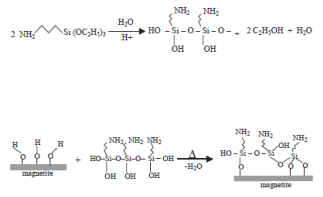 H₂O
NH₂ NH₂
2 NH₂ Si (OC₂H₅)₃ HO – Si – O – Si – O – + 2 C₂H₅OH + H₂O
H+
OH OH
H H H NH₂ NH₂ NH₂ NH₂ NH₂ NH₂
O O O + HO–Si–O–Si–O–Si–OH Δ HO – Si – O – Si OH Si
-H₂O O O O O
magnetite OH OH OH
magnetite